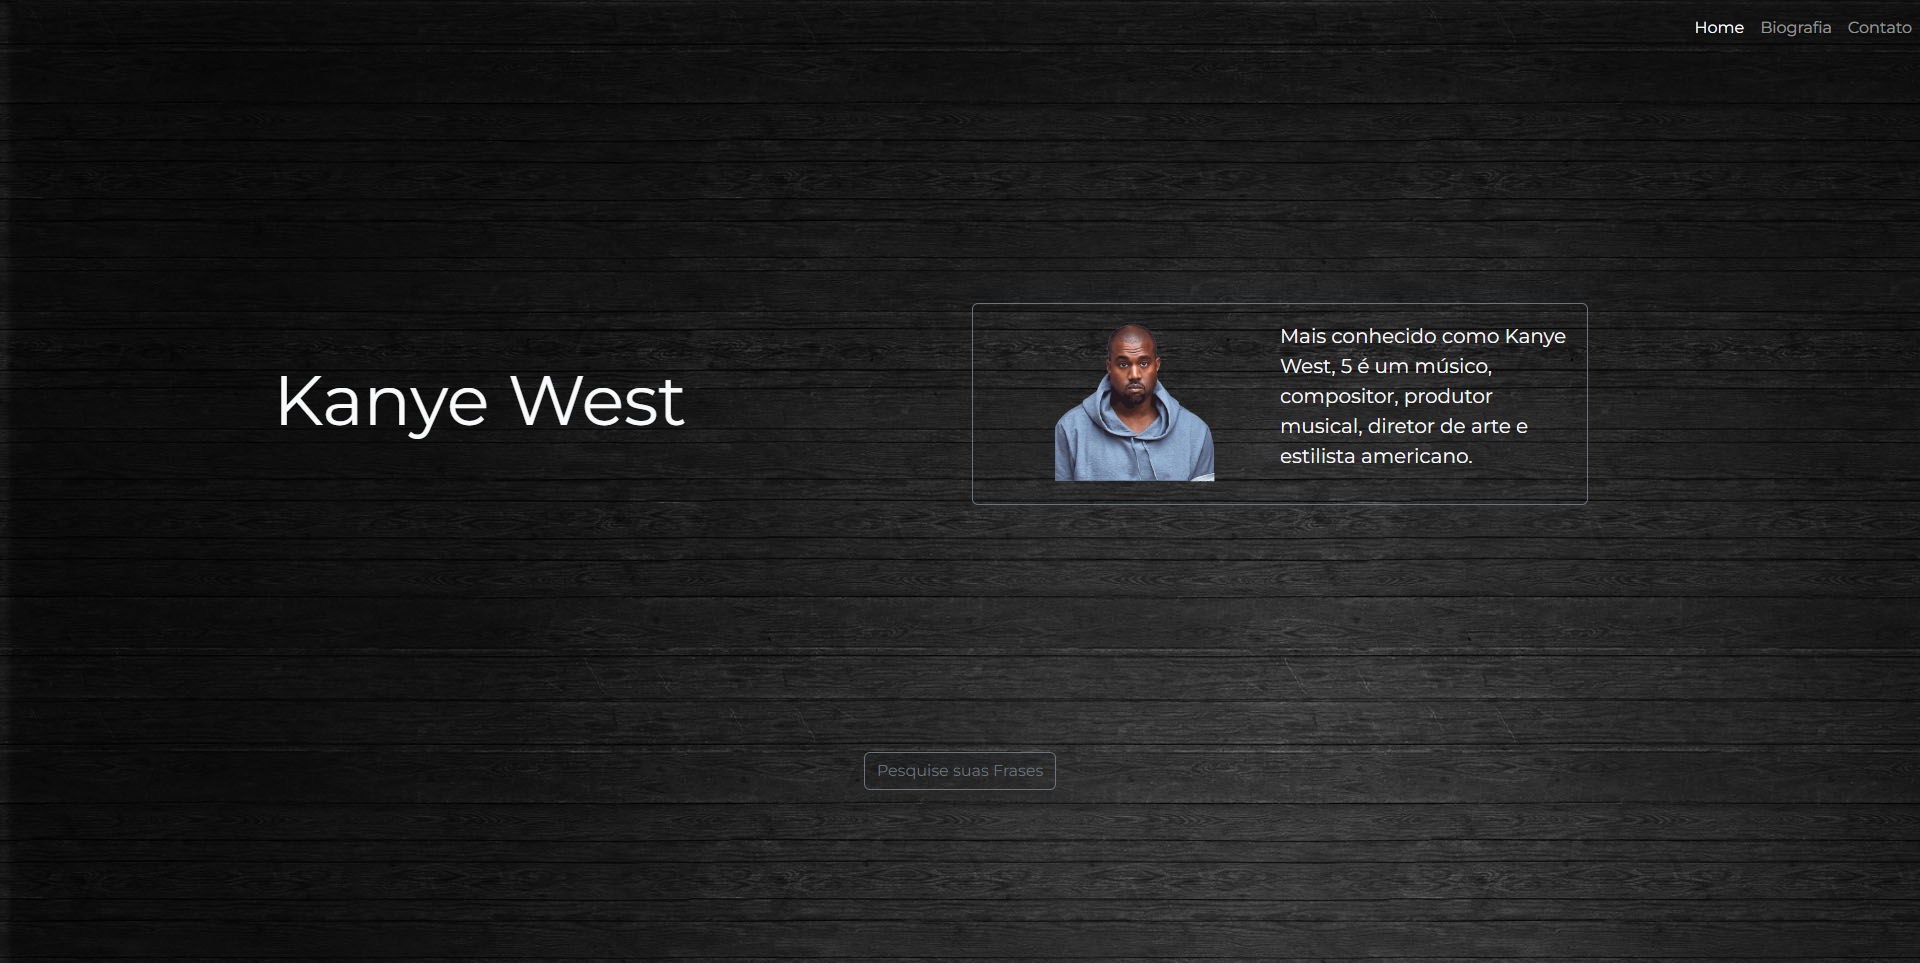 Home Biografia Contato
Kanye West
Mais conhecido como Kanye
West, 5 é um músico,
compositor, produtor
musical, diretor de arte e
estilista americano.
Pesquise suas Frases